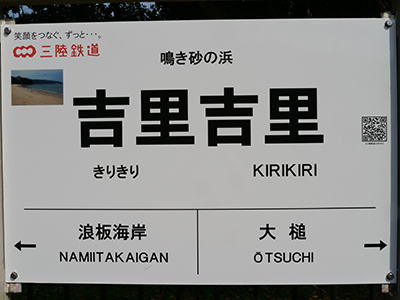 笑顔をつなぐ、ずっと・・・。
三陸鉄道
鳴き砂の浜
吉里吉里
きりきり KIRIKIRI
浪板海岸 大槌
NAMIITAKAIGAN ŌTSUCHI